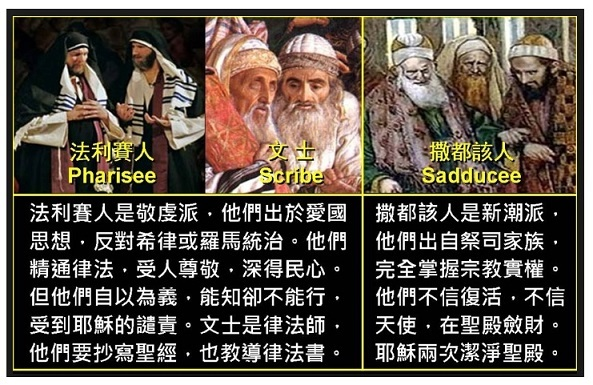 法利賽人
Pharisee
文士
Scribe
撒都該人
Sadducee
法利賽人是敬虔派，他們出於愛國
思想，反對希律或羅馬統治。他們
精通律法，受人尊敬，深得民心。
但他們自以為義，能知卻不能行，
受到耶穌的譴責。文士是律法師，
他們要抄寫聖經，也教導律法書。
撒都該人是新潮派，
他們出自祭司家族，
完全掌握宗教實權。
他們不信復活，不信
天使，在聖殿斂財。
耶穌兩次潔淨聖殿。